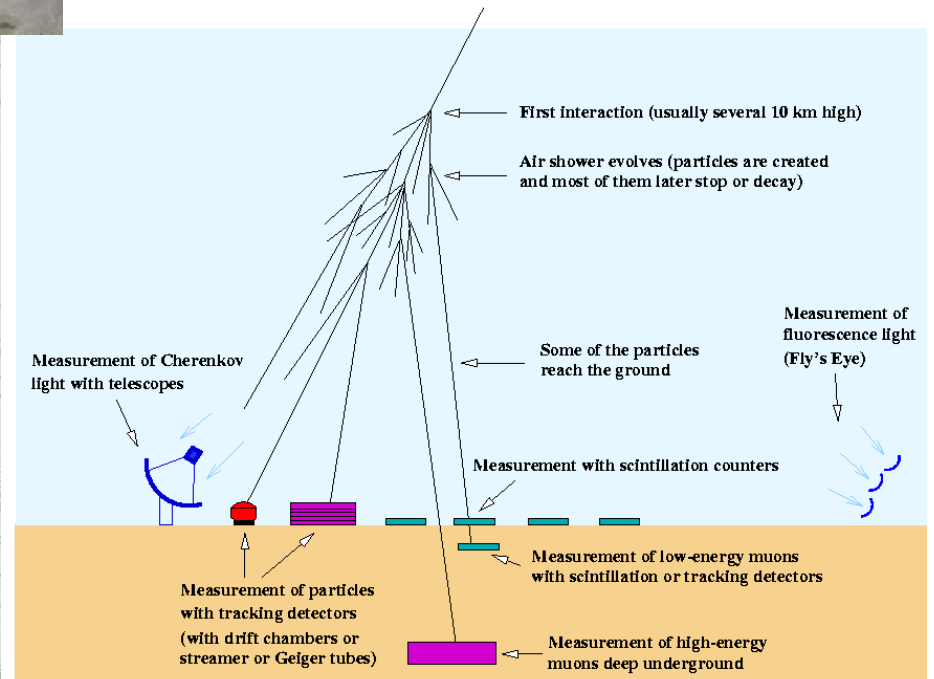 First interaction (usually several 10 km high)
Air shower evolves (particles are created
and most of them later stop or decay)
Measurement of
fluorescence light
(Fly's Eye)
Some of the particles
reach the ground
Measurement of Cherenkov
light with telescopes
Measurement with scintillation counters
Measurement of low-energy muons
with scintillation or tracking detectors
Measurement of particles
with tracking detectors
(with drift chambers or
streamer or Geiger tubes)
Measurement of high-energy
muons deep underground